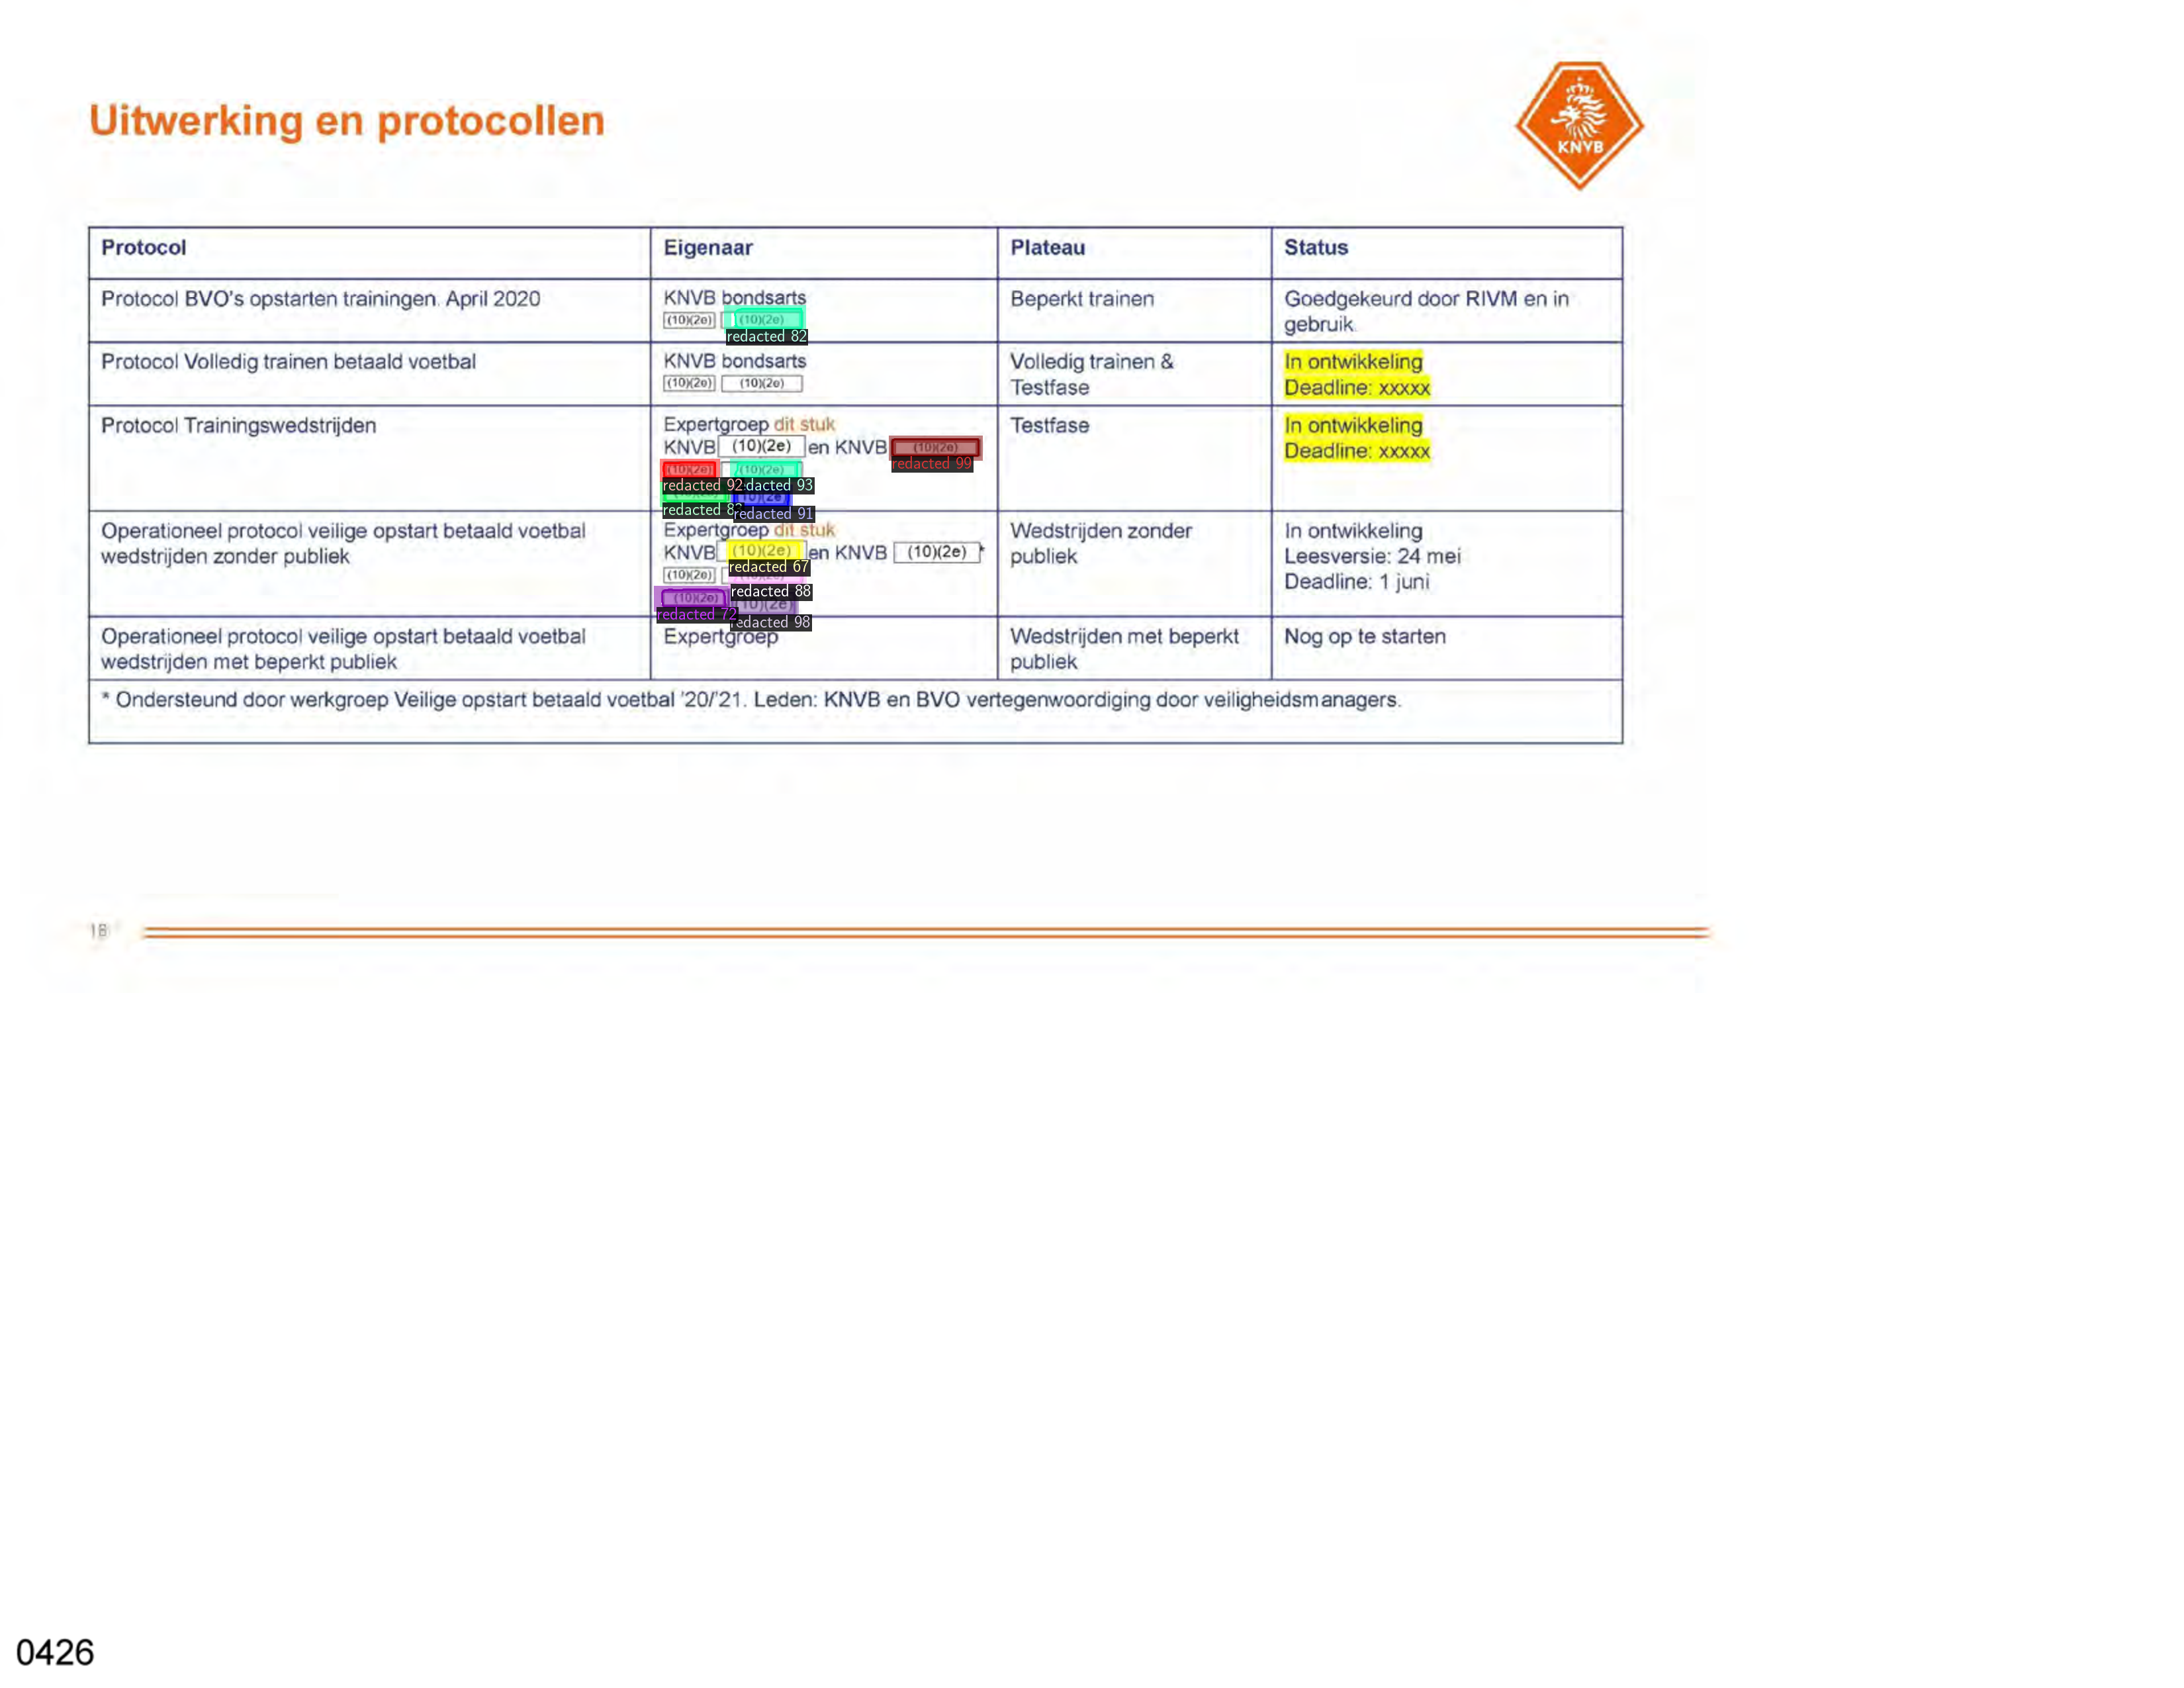 Uitwerking en protocollen
KNVB
Protocol Eigenaar Plateau Status
Protocol BVO's opstarten trainingen. April 2020
KNVB bondsarts
(10)(2e) (10)(2e)
redacted 82
Beperkt trainen
Goedgekeurd door RIVM en in
gebruik
Protocol Volledig trainen betaald voetbal
KNVB bondsarts
(10)(2e) (10)(2e)
Volledig trainen &
Testfase
In ontwikkeling
Deadline: xxxxx
Protocol Trainingswedstrijden
Expertgroep dit stuk
KNVB (10)(2e) en KNVB (10)(2e)
redacted 99
(10)(2e) (10)(2e)
redacted 92 dacted 93
(10)(2e
redacted 91
Testfase
In ontwikkeling
Deadline: xxxxx
Operationeel protocol veilige opstart betaald voetbal
wedstrijden zonder publiek
Expertgroep dit stuk
KNVB (10)(2e) en KNVB (10)(2e) *
redacted 67
(10)(2e)
redacted 88
(10)(2e) 10)(2e)
redacted 72 redacted 98
Wedstrijden zonder
publiek
In ontwikkeling
Leesversie: 24 mei
Deadline: 1 juni
Operationeel protocol veilige opstart betaald voetbal
wedstrijden met beperkt publiek
Expertgroep
Wedstrijden met beperkt
publiek
Nog op te starten
* Ondersteund door werkgroep Veilige opstart betaald voetbal '20/'21. Leden: KNVB en BVO vertegenwoordiging door veiligheidsmanagers.
18
0426